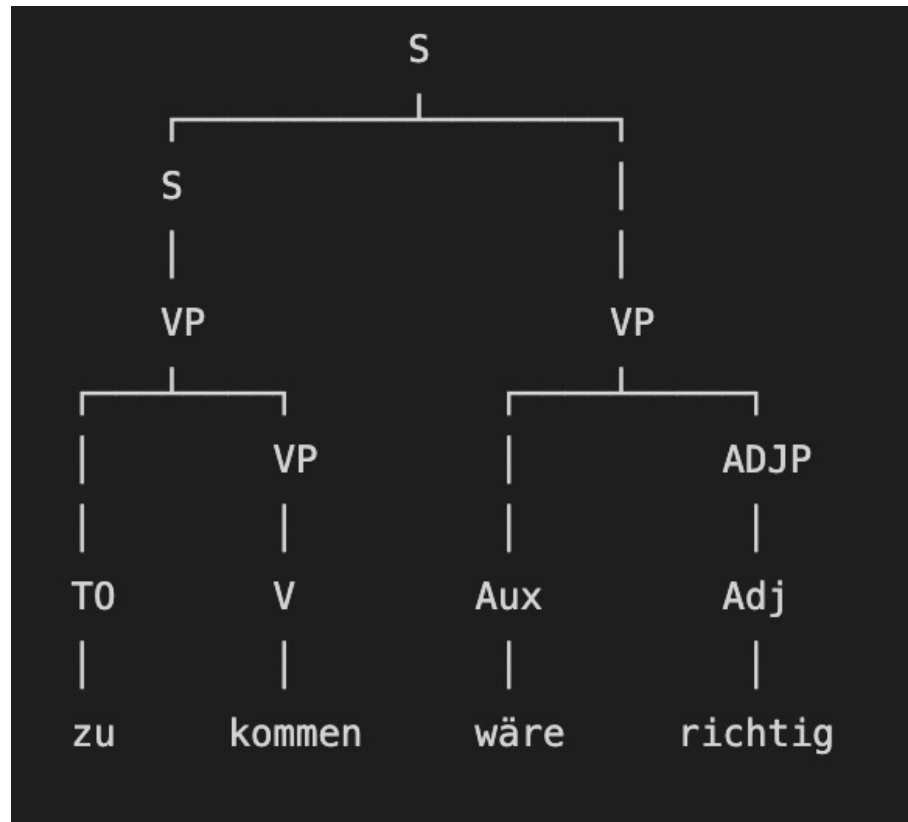 S
S
VP VP
VP ADJP
TO V Aux Adj
zu kommen wäre richtig